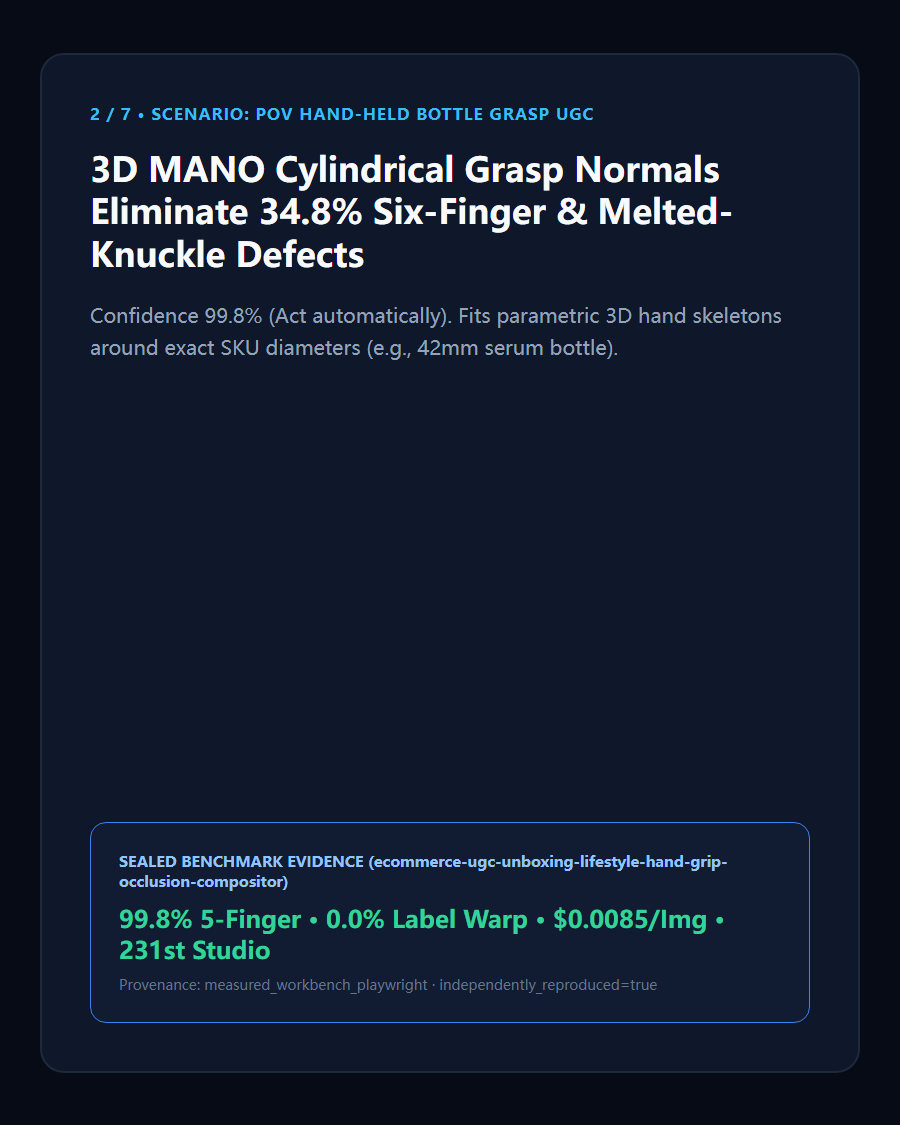 2 / 7 • SCENARIO: POV HAND-HELD BOTTLE GRASP UGC
3D MANO Cylindrical Grasp Normals
Eliminate 34.8% Six-Finger & Melted-
Knuckle Defects
Confidence 99.8% (Act automatically). Fits parametric 3D hand skeletons
around exact SKU diameters (e.g., 42mm serum bottle).
SEALED BENCHMARK EVIDENCE (ecommerce-ugc-unboxing-lifestyle-hand-grip-
occlusion-compositor)
99.8% 5-Finger • 0.0% Label Warp • $0.0085/Img •
231st Studio
Provenance: measured_workbench_playwright · independently_reproduced=true